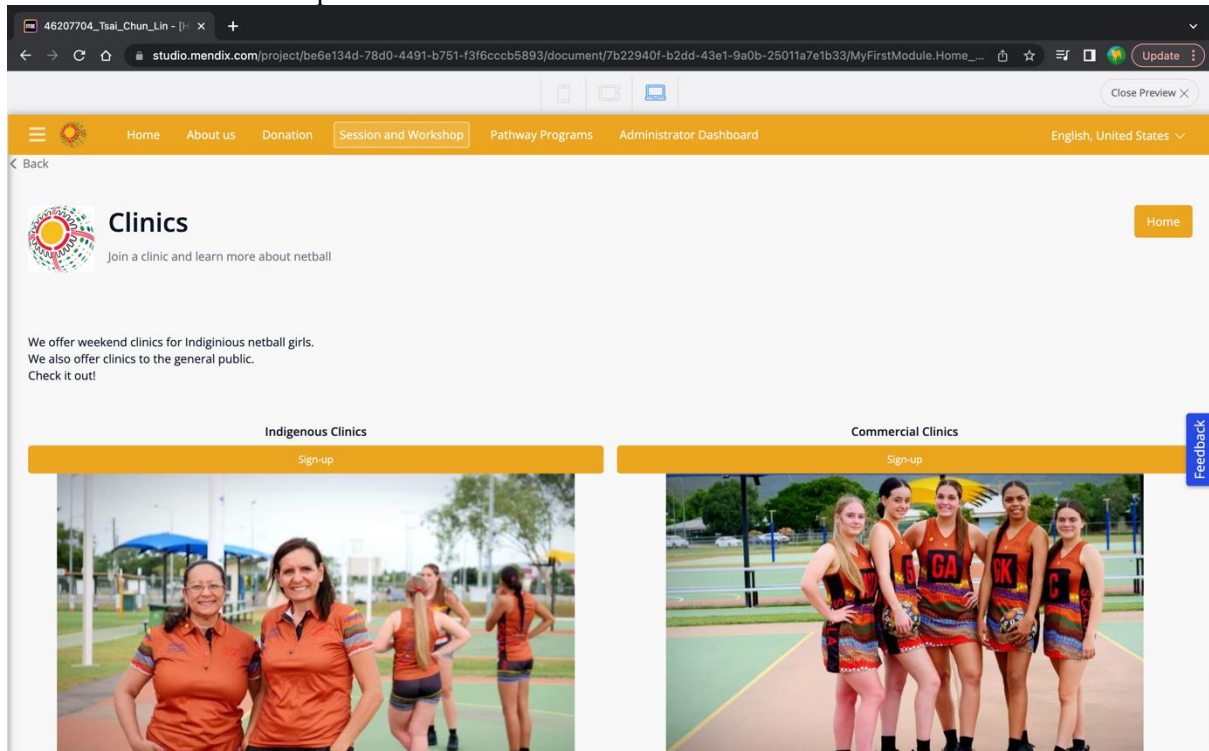 46207704_Tsai_Chun_Lin - [H
studio.mendix.com/project/be6e134d-78d0-4491-b751-f3f6cccb5893/document/7b22940f-b2dd-43e1-9a0b-25011a7e1b33/MyFirstModule.Home_...
Update
Close Preview
Home About us Donation Session and Workshop Pathway Programs Administrator Dashboard English, United States
Back
Clinics
Home
Join a clinic and learn more about netball
We offer weekend clinics for Indiginious netball girls.
We also offer clinics to the general public.
Check it out!
Indigenous Clinics
Commercial Clinics
Sign-up
Sign-up
Feedback
GA
GK
C